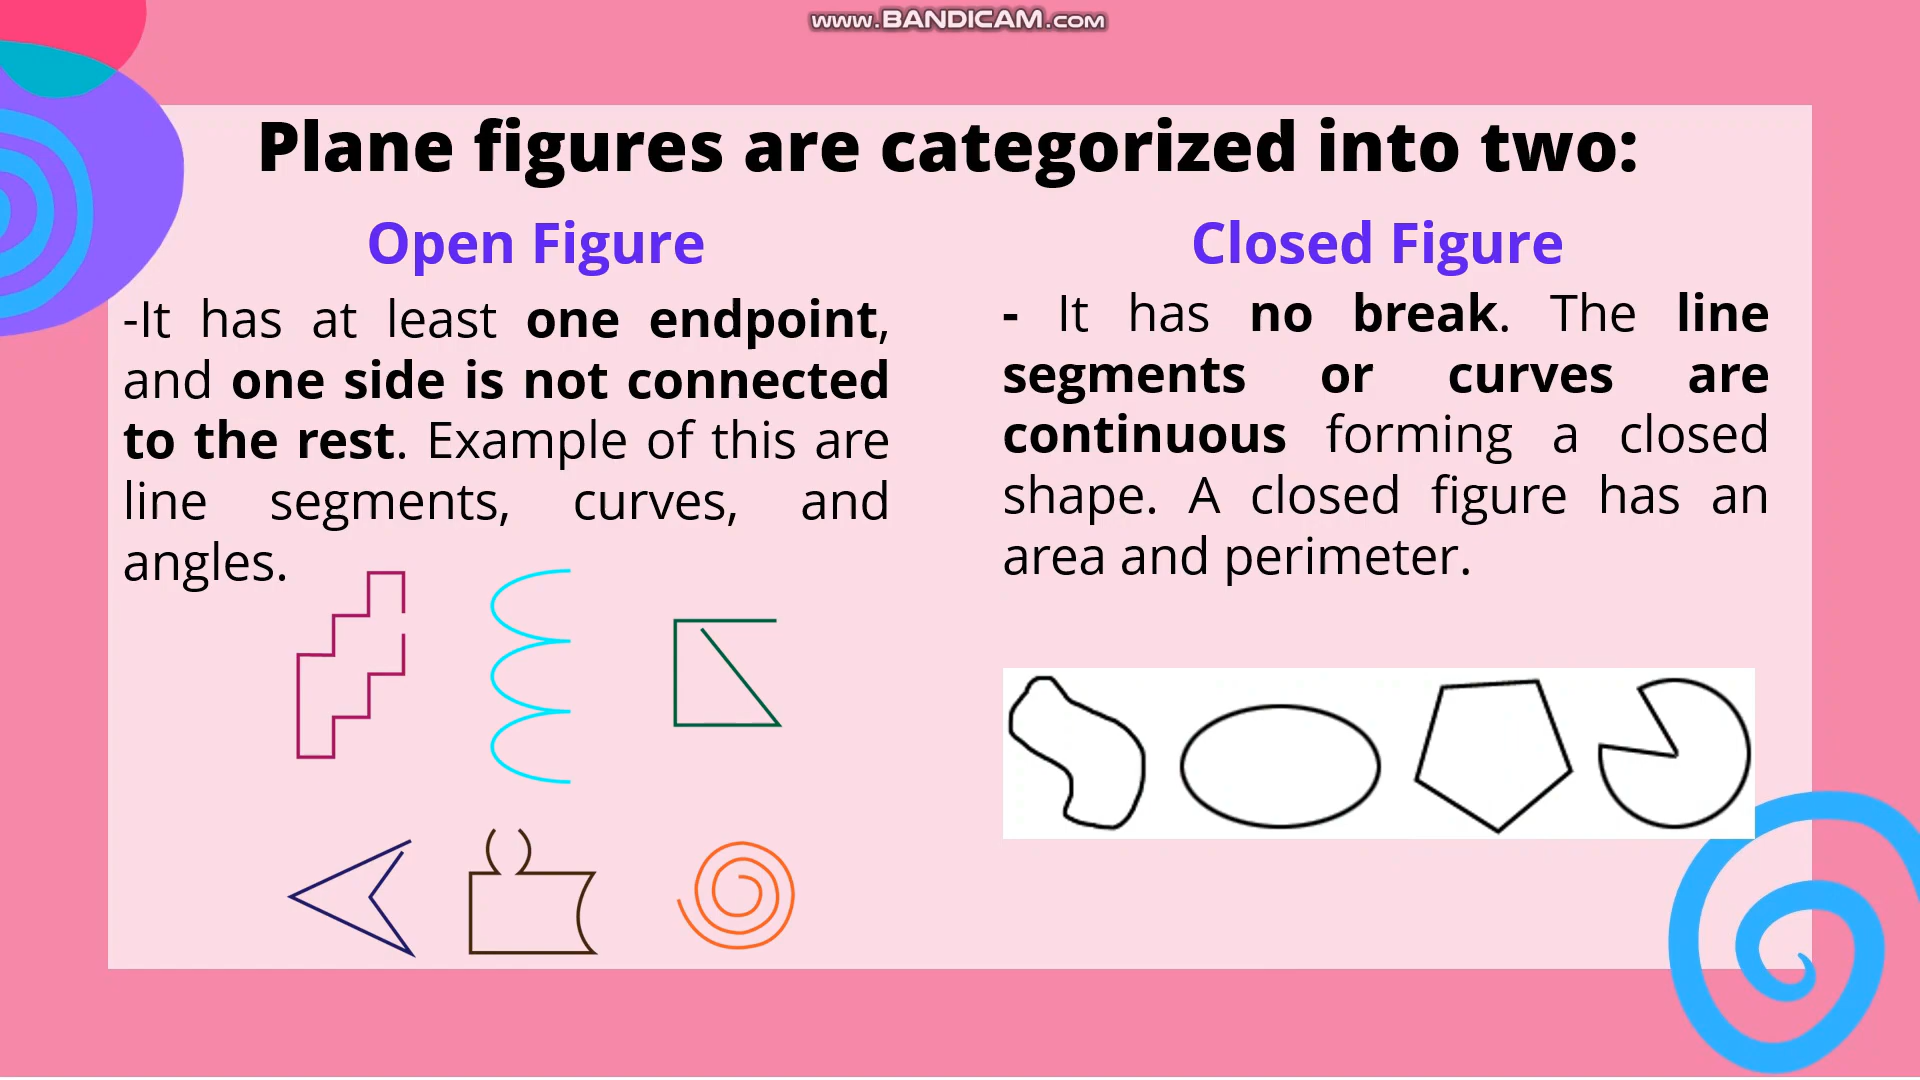 www.BANDICAM.com
Plane figures are categorized into two:
Open Figure
-It has at least one endpoint,
and one side is not connected
to the rest. Example of this are
line segments, curves, and
angles.
Closed Figure
- It has no break. The line
segments or curves are
continuous forming a closed
shape. A closed figure has an
area and perimeter.